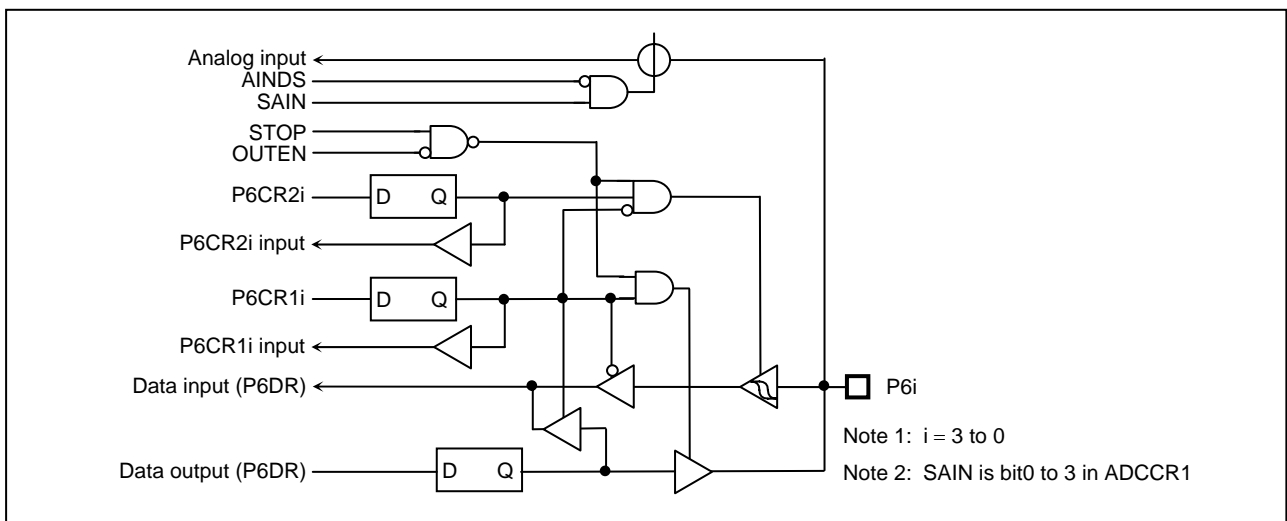 Analog input
AINDS
SAIN
STOP
OUTEN
P6CR2i
D Q
P6CR2i input
P6CR1i
D Q
P6CR1i input
Data input (P6DR)
P6i
Note 1: i = 3 to 0
Data output (P6DR)
D Q
Note 2: SAIN is bit0 to 3 in ADCCR1